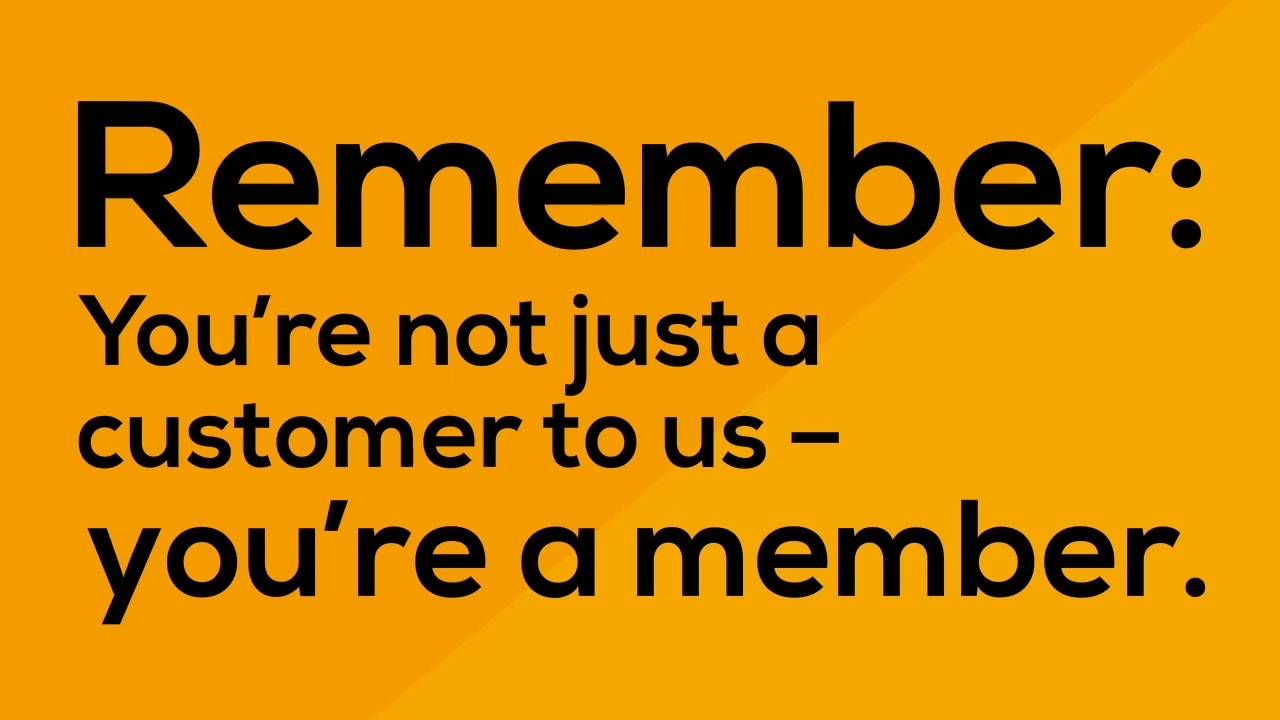 Remember:
You’re not just a
customer to us –
you’re a member.